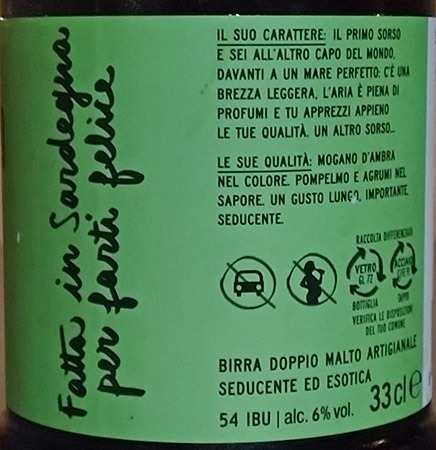 Fatta in Sardegna
per farti felice
IL SUO CARATTERE: IL PRIMO SORSO
E SEI ALL'ALTRO CAPO DEL MONDO,
DAVANTI A UN MARE PERFETTO: C'È UNA
BREZZA LEGGERA, L'ARIA È PIENA DI
PROFUMI E TU APPREZZI APPIENO
LE TUE QUALITÀ. UN ALTRO SORSO...
LE SUE QUALITÀ: MOGANO D'AMBRA
NEL COLORE. POMPELMO E AGRUMI NEL
SAPORE. UN GUSTO LUNGO, IMPORTANTE,
SEDUCENTE.
RACCOLTA DIFFERENZIATA
VETRO
GL 72
ACCIAIO
BOTTIGLIA
TAPPO
VERIFICA LE DISPOSIZIONI
DEL TUO COMUNE
BIRRA DOPPIO MALTO ARTIGIANALE
SEDUCENTE ED ESOTICA
54 IBU | alc. 6% vol. 33cl e